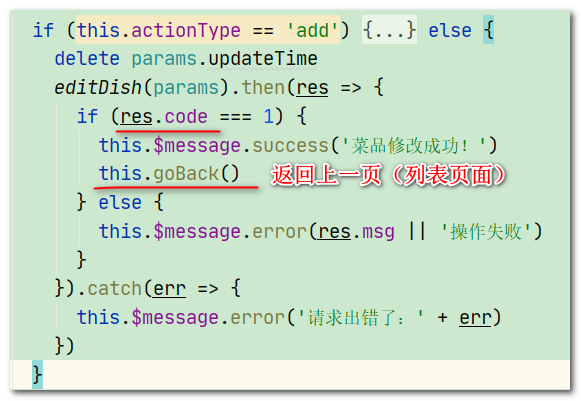 if (this.actionType == 'add') {...} else {
delete params.updateTime
editDish(params).then(res => {
if (res.code === 1) {
this.$message.success('菜品修改成功！')
this.goBack() 返回上一页（列表页面）
} else {
this.$message.error(res.msg || '操作失败')
}
}).catch(err => {
this.$message.error('请求出错了：' + err)
})
}